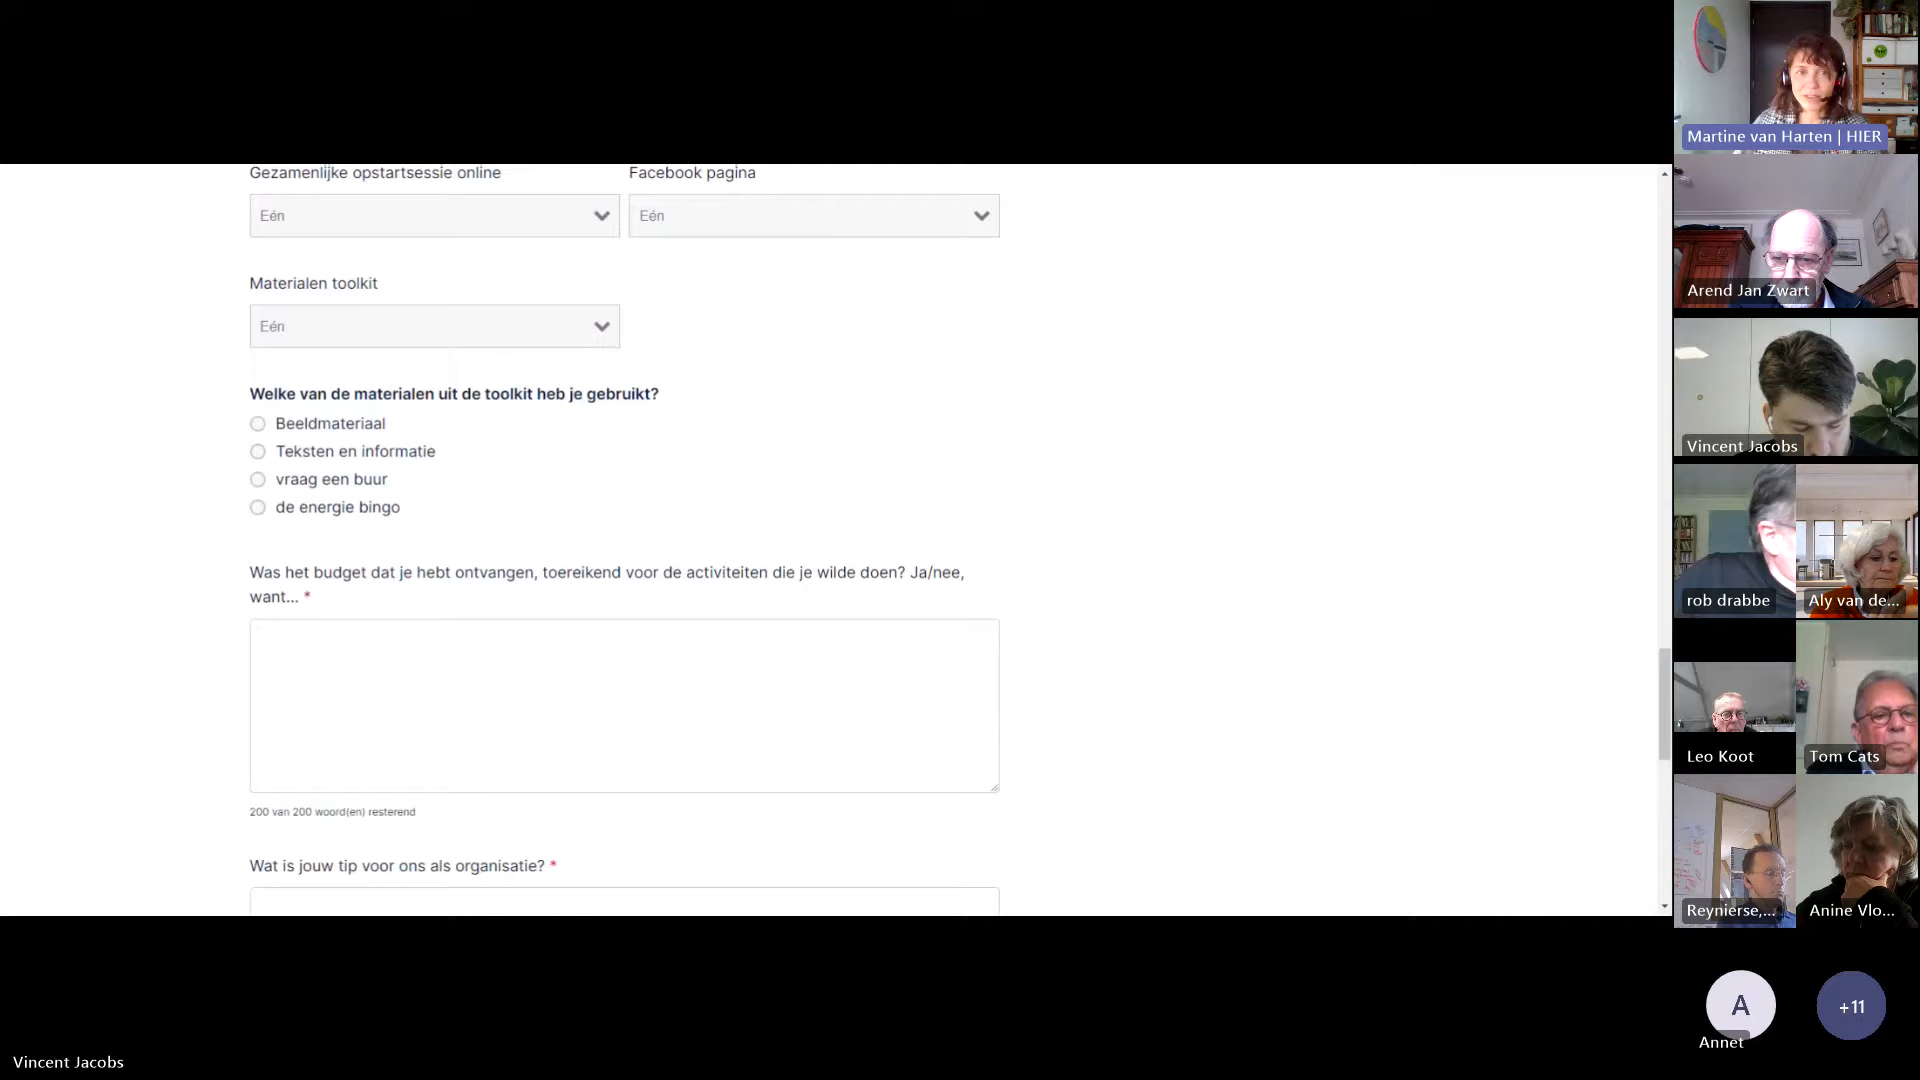 Gezamenlijke opstartsessie online
Facebook pagina
Eén
Eén
Materialen toolkit
Eén
Welke van de materialen uit de toolkit heb je gebruikt?
Beeldmateriaal
Teksten en informatie
vraag een buur
de energie bingo
Was het budget dat je hebt ontvangen, toereikend voor de activiteiten die je wilde doen? Ja/nee,
want... *
200 van 200 woord(en) resterend
Wat is jouw tip voor ons als organisatie? *
Martine van Harten | HIER
Arend Jan Zwart
Vincent Jacobs
rob drabbe
Aly van de...
Leo Koot
Tom Cats
Reynierse,...
Anine Vlo...
A
Annet
+11
Vincent Jacobs